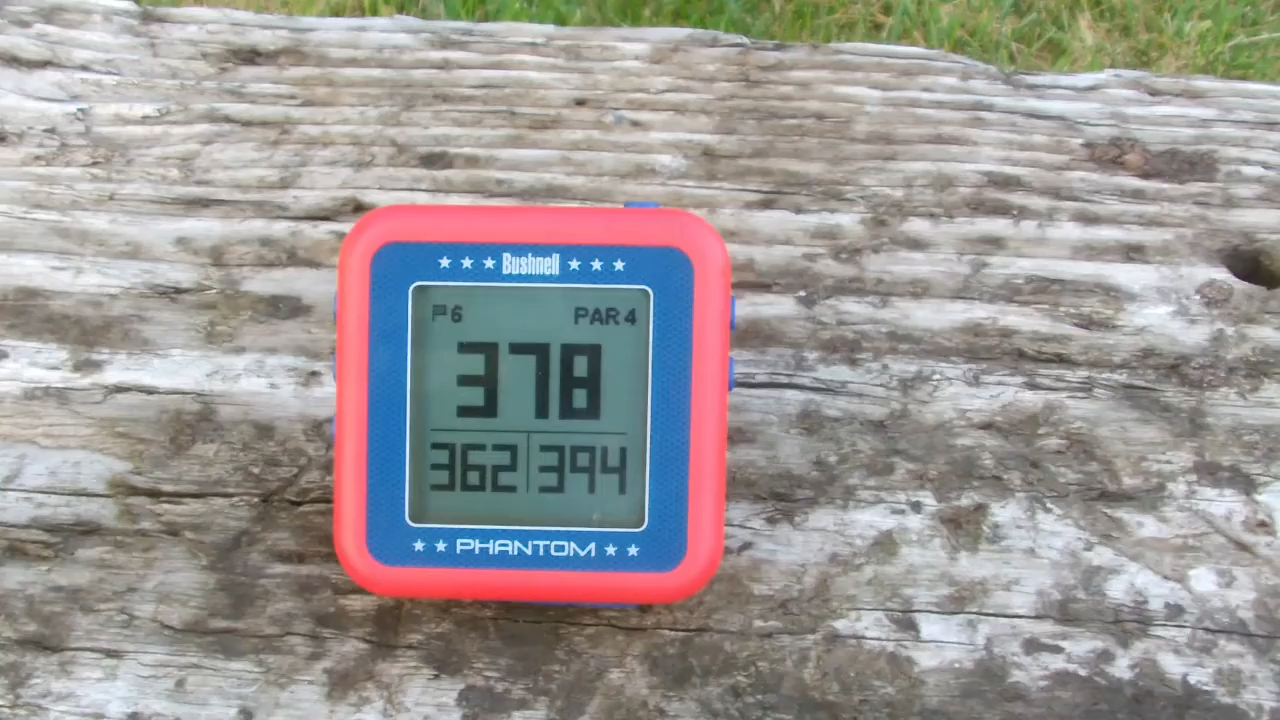 ★ ★ ★ Bushnell ★ ★ ★
6 PAR 4
378
362 394
★ ★ PHANTOM ★ ★